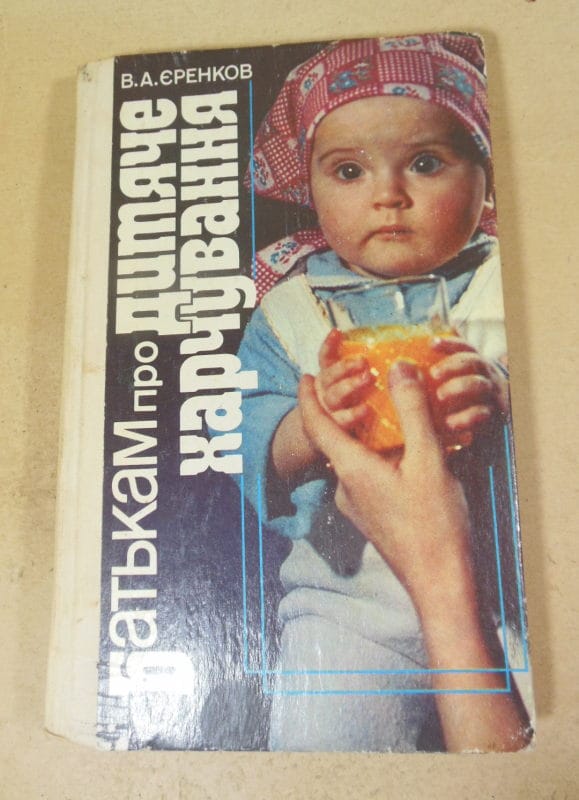 В.А.ЄРЕНКОВ
Батькам про дитяче
харчування